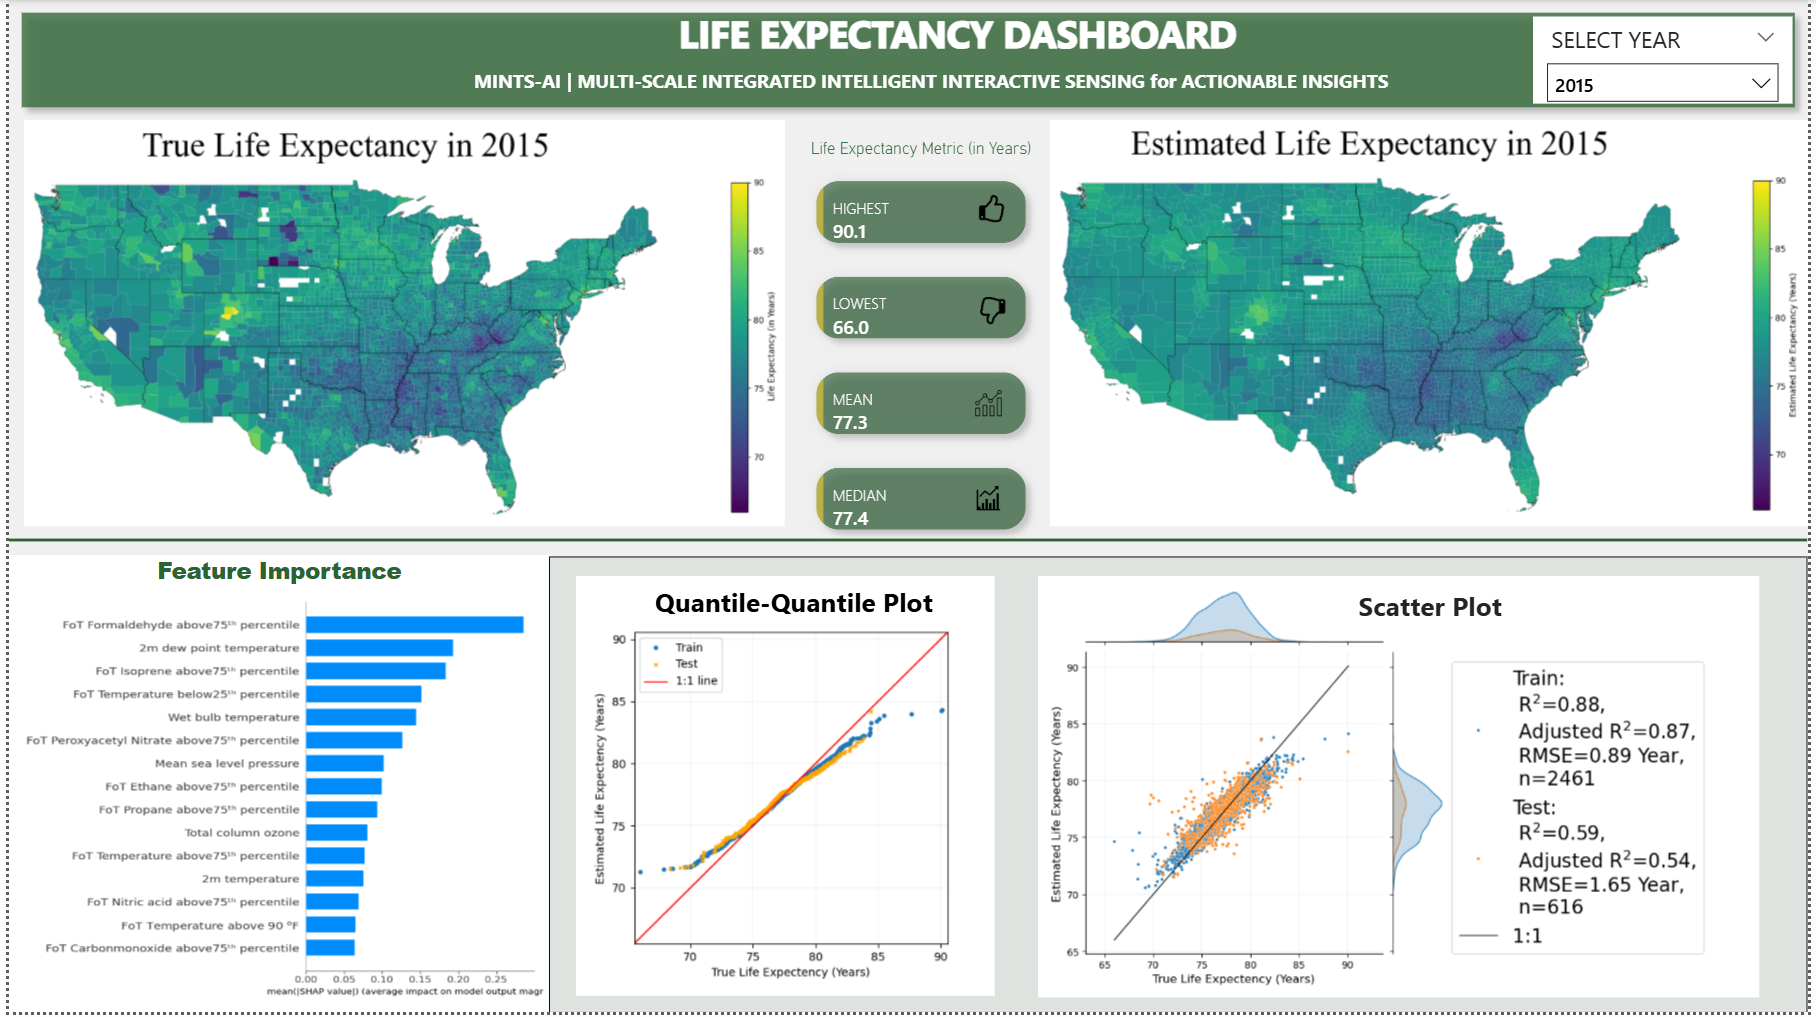 LIFE EXPECTANCY DASHBOARD
MINTS-AI | MULTI-SCALE INTEGRATED INTELLIGENT INTERACTIVE SENSING for ACTIONABLE INSIGHTS
SELECT YEAR
2015
True Life Expectancy in 2015
90
85
80
75
70
Life Expectancy (in Years)
Life Expectancy Metric (in Years)
HIGHEST
90.1
LOWEST
66.0
MEAN
77.3
MEDIAN
77.4
Estimated Life Expectancy in 2015
90
85
80
75
70
Estimated Life Expectancy (Years)
Feature Importance
FoT Formaldehyde above75ᵗʰ percentile
2m dew point temperature
FoT Isoprene above75ᵗʰ percentile
FoT Temperature below25ᵗʰ percentile
Wet bulb temperature
FoT Peroxyacetyl Nitrate above75ᵗʰ percentile
Mean sea level pressure
FoT Ethane above75ᵗʰ percentile
FoT Propane above75ᵗʰ percentile
Total column ozone
FoT Temperature above75ᵗʰ percentile
2m temperature
FoT Nitric acid above75ᵗʰ percentile
FoT Temperature above 90 ⁰F
FoT Carbonmonoxide above75ᵗʰ percentile
0.00 0.05 0.10 0.15 0.20 0.25
mean(|SHAP value|) (average impact on model output magr
Quantile-Quantile Plot
Train
Test
1:1 line
90
85
80
75
70
Estimated Life Expectency (Years)
70 75 80 85 90
True Life Expectency (Years)
Scatter Plot
90
85
80
75
70
65
Estimated Life Expectency (Years)
65 70 75 80 85 90
True Life Expectency (Years)
Train:
R²=0.88,
Adjusted R²=0.87,
RMSE=0.89 Year,
n=2461
Test:
R²=0.59,
Adjusted R²=0.54,
RMSE=1.65 Year,
n=616
1:1